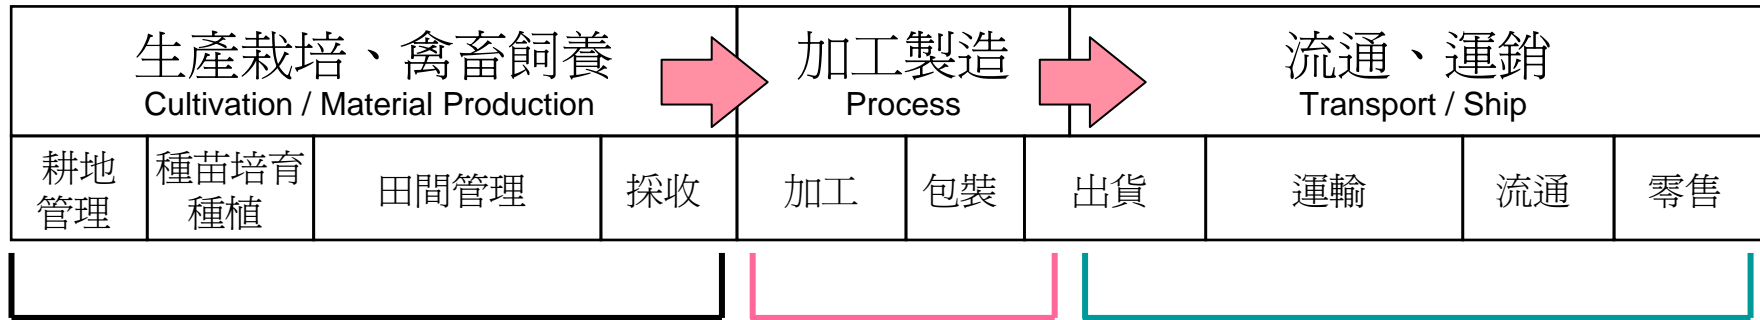 生產栽培、禽畜飼養
Cultivation / Material Production
加工製造
Process
流通、運銷
Transport / Ship
耕地
管理
種苗培育
種植
田間管理
採收
加工
包裝
出貨
運輸
流通
零售